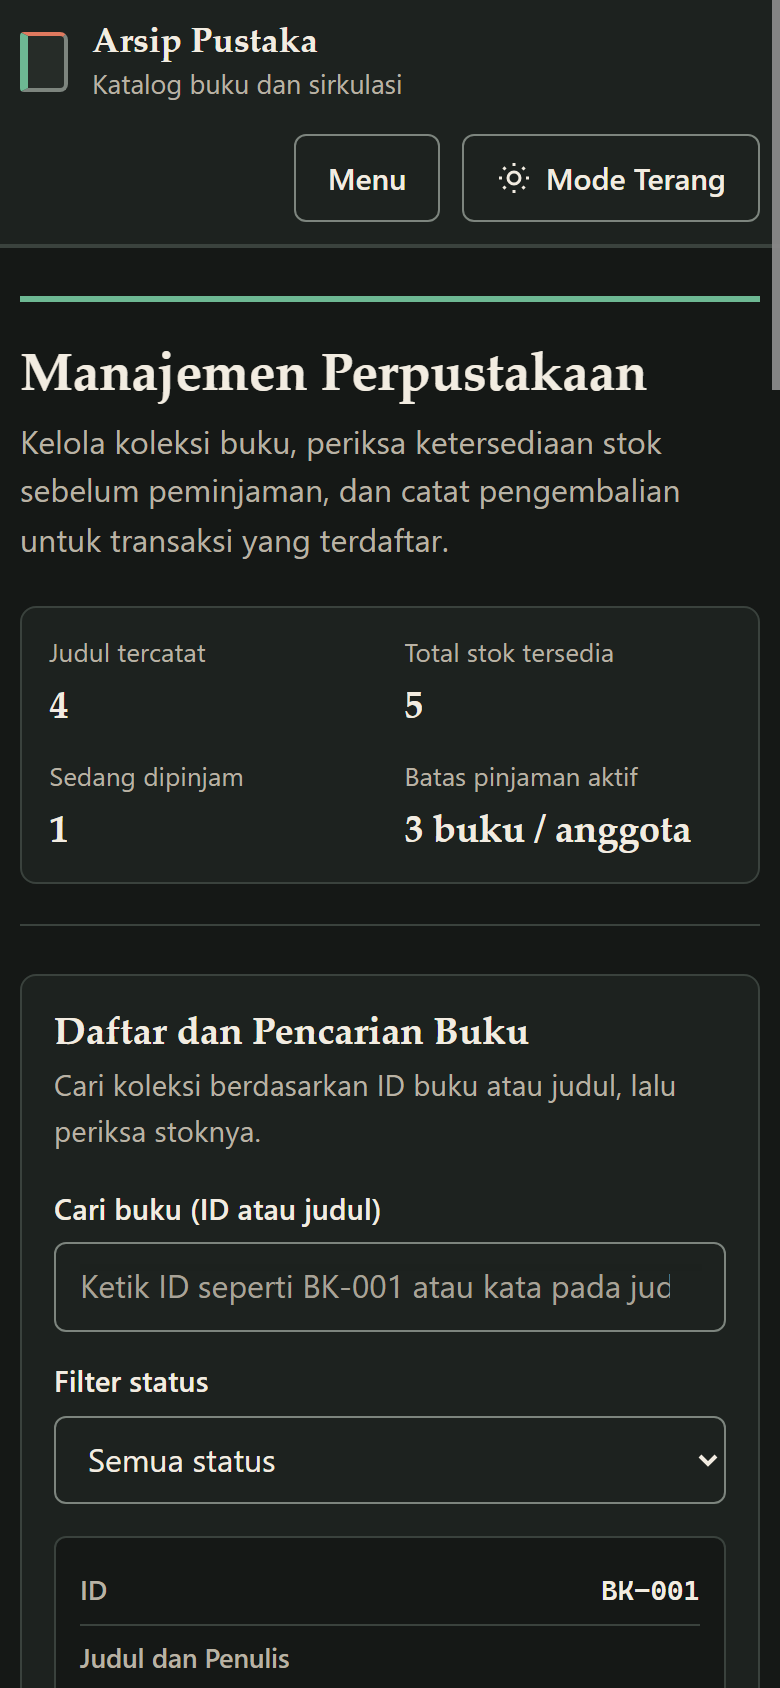 Arsip Pustaka
Katalog buku dan sirkulasi
Menu
Mode Terang
Manajemen Perpustakaan
Kelola koleksi buku, periksa ketersediaan stok
sebelum peminjaman, dan catat pengembalian
untuk transaksi yang terdaftar.
Judul tercatat
4
Total stok tersedia
5
Sedang dipinjam
1
Batas pinjaman aktif
3 buku / anggota
Daftar dan Pencarian Buku
Cari koleksi berdasarkan ID buku atau judul, lalu
periksa stoknya.
Cari buku (ID atau judul)
Ketik ID seperti BK-001 atau kata pada jud
Filter status
Semua status
ID
BK-001
Judul dan Penulis